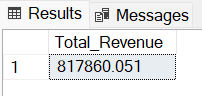 Results Messages
Total_Revenue
1 817860.051